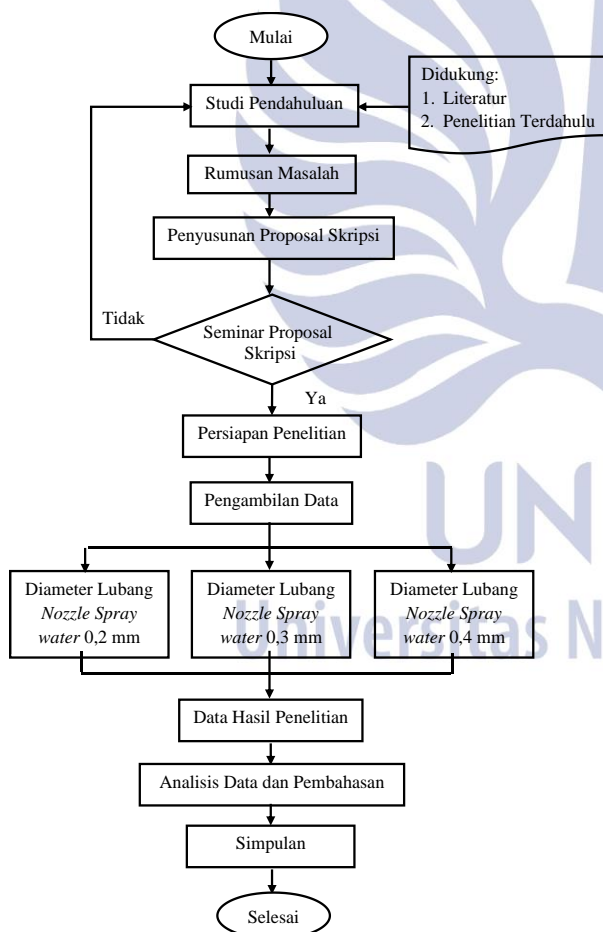 Mulai
Didukung:
1. Literatur
2. Penelitian Terdahulu
Studi Pendahuluan
Rumusan Masalah
Penyusunan Proposal Skripsi
Tidak
Seminar Proposal
Skripsi
Ya
Persiapan Penelitian
UN
Pengambilan Data
Diameter Lubang
Nozzle Spray
water 0,2 mm
Diameter Lubang
Nozzle Spray
water 0,3 mm
Diameter Lubang
Nozzle Spray
water 0,4 mm
Universitas N
Data Hasil Penelitian
Analisis Data dan Pembahasan
Simpulan
Selesai